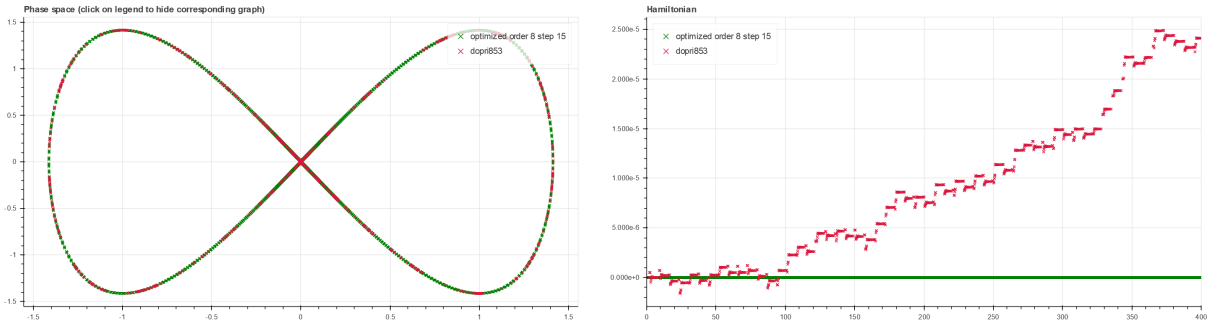 Phase space (click on legend to hide corresponding graph)
1.5
1
0.5
0
-0.5
-1
-1.5
-1.5
-1
-0.5
0
0.5
1
1.5
optimized order 8 step 15
dopri853
Hamiltonian
2.500e-5
2.000e-5
1.500e-5
1.000e-5
5.000e-6
0.000e+0
0
50
100
150
200
250
300
350
400
optimized order 8 step 15
dopri853